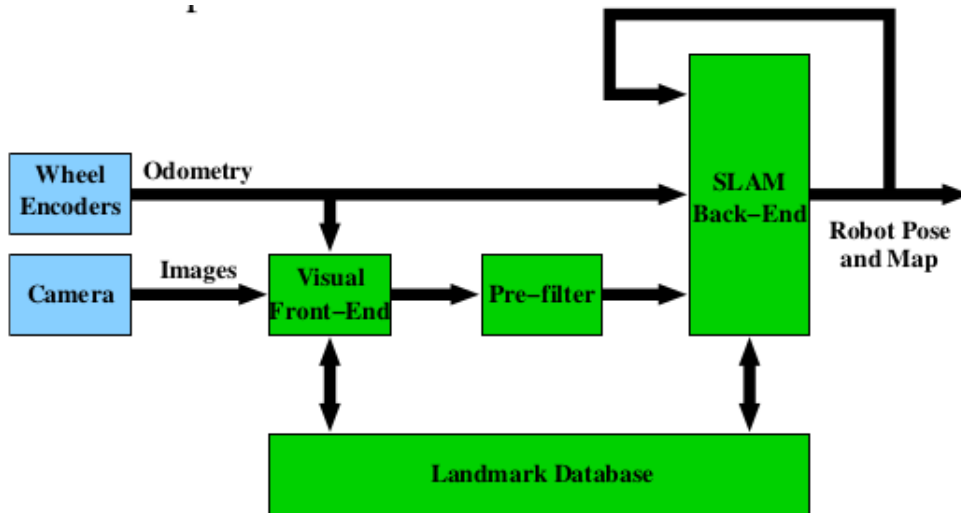 Wheel
Encoders
Odometry
SLAM
Back–End
Robot Pose
and Map
Camera
Images
Visual
Front–End
Pre–filter
Landmark Database